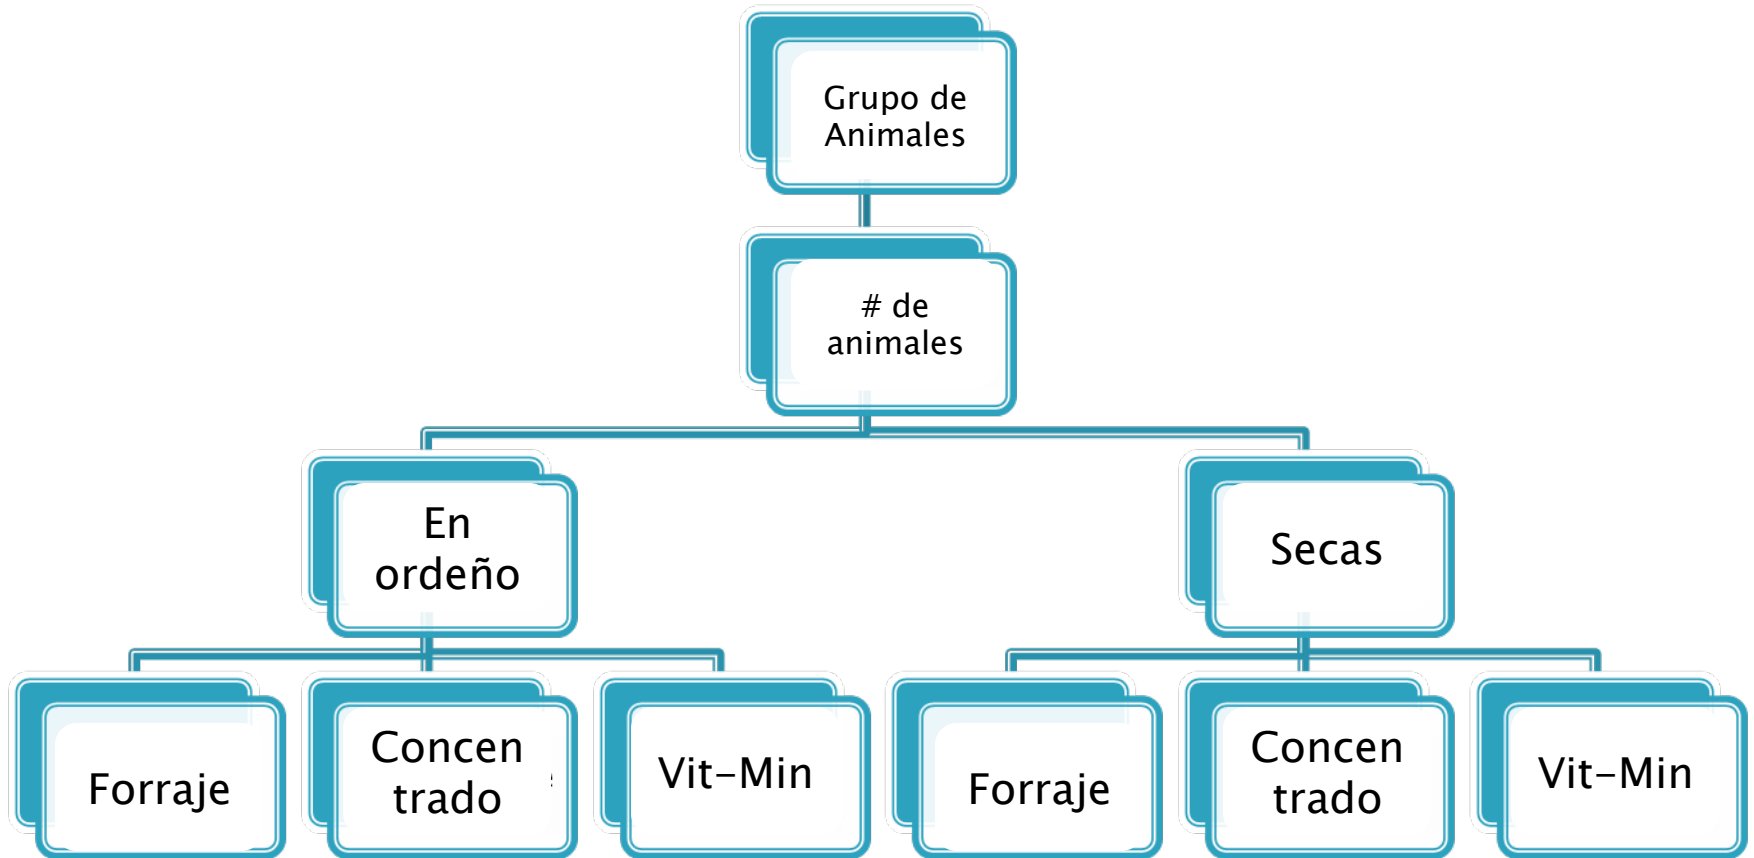 Grupo de
Animales
# de
animales
En
ordeño
Secas
Forraje
Concen
trado
Vit-Min
Forraje
Concen
trado
Vit-Min